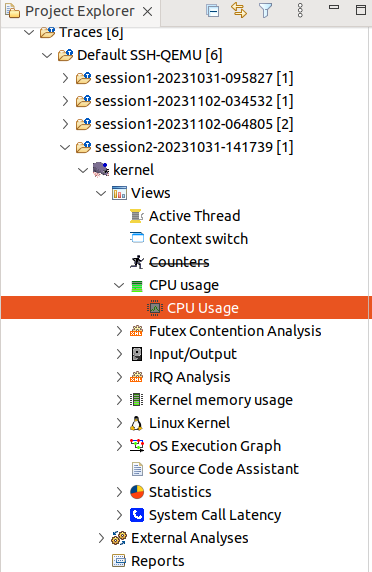 Project Explorer
Traces [6]
Default SSH-QEMU [6]
session1-20231031-095827 [1]
session1-20231102-034532 [1]
session1-20231102-064805 [2]
session2-20231031-141739 [1]
kernel
Views
Active Thread
Context switch
Counters
CPU usage
CPU Usage
Futex Contention Analysis
Input/Output
IRQ Analysis
Kernel memory usage
Linux Kernel
OS Execution Graph
Source Code Assistant
Statistics
System Call Latency
External Analyses
Reports